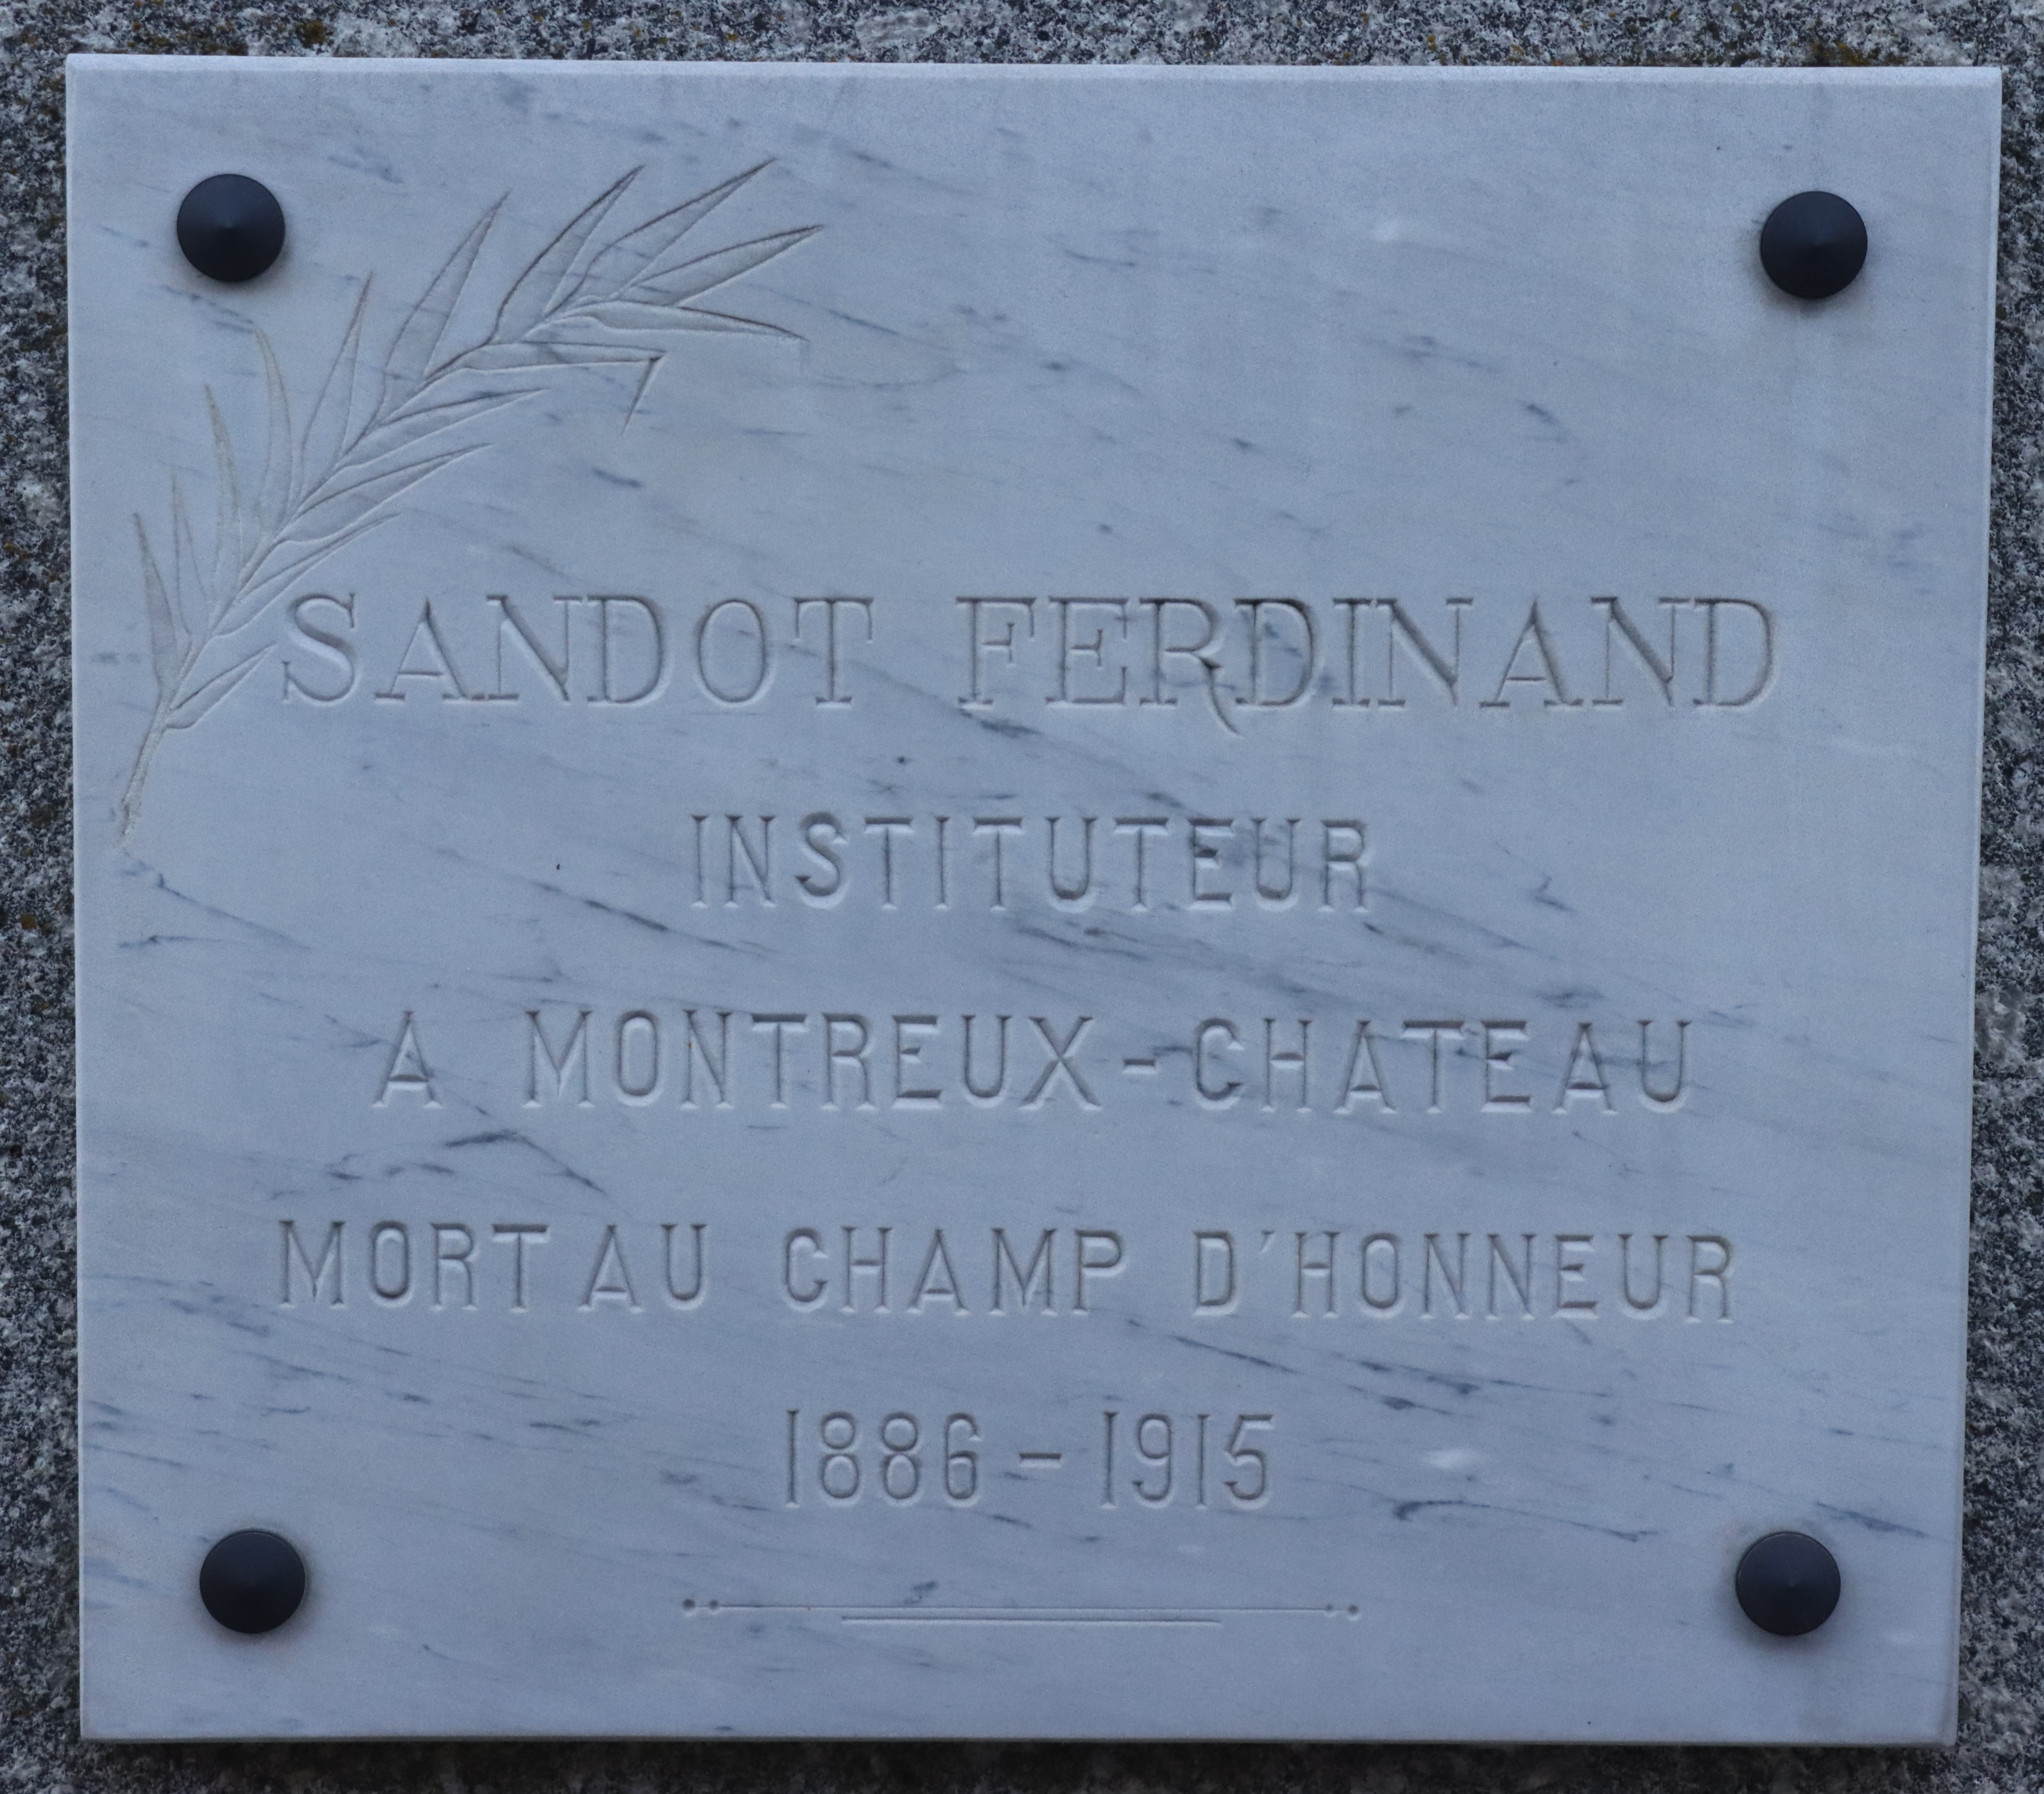 SANDOT FERDINAND
INSTITUTEUR
A MONTREUX-CHATEAU
MORT AU CHAMP D'HONNEUR
1886-1915